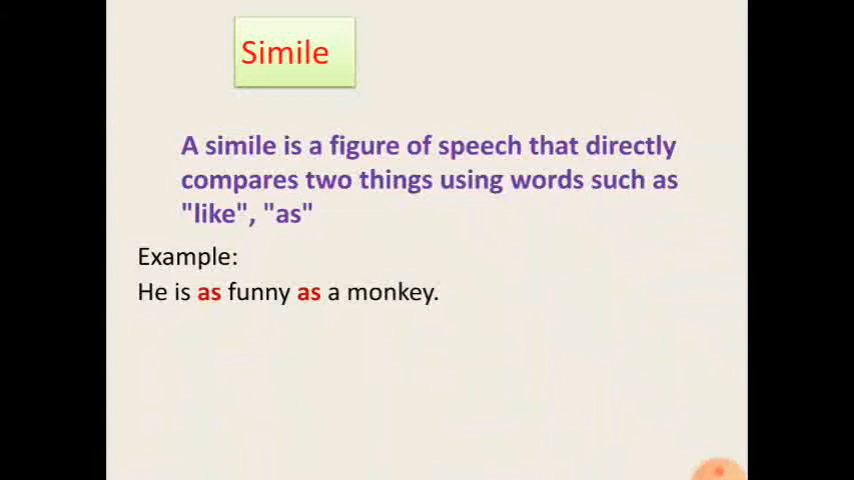 Simile
A simile is a figure of speech that directly
compares two things using words such as
"like", "as"
Example:
He is as funny as a monkey.